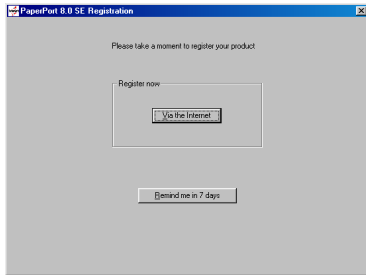 PaperPort 8.0 SE Registration
Please take a moment to register your product
Register now
Via the Internet
Remind me in 7 days